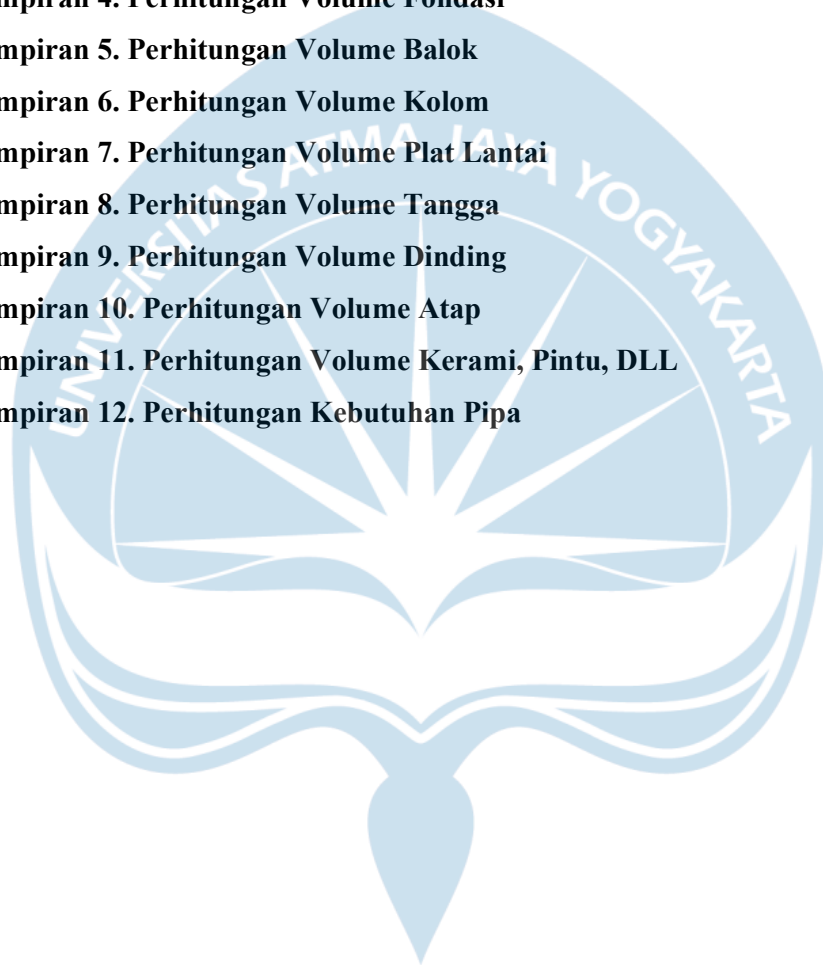 mpiran 4. Perhitungan Volume Fondasi
mpiran 5. Perhitungan Volume Balok
mpiran 6. Perhitungan Volume Kolom
mpiran 7. Perhitungan Volume Plat Lantai
mpiran 8. Perhitungan Volume Tangga
mpiran 9. Perhitungan Volume Dinding
mpiran 10. Perhitungan Volume Atap
mpiran 11. Perhitungan Volume Kerami, Pintu, DLL
mpiran 12. Perhitungan Kebutuhan Pipa
UNIVERSITAS ATMA JAYA YOGYAKARTA